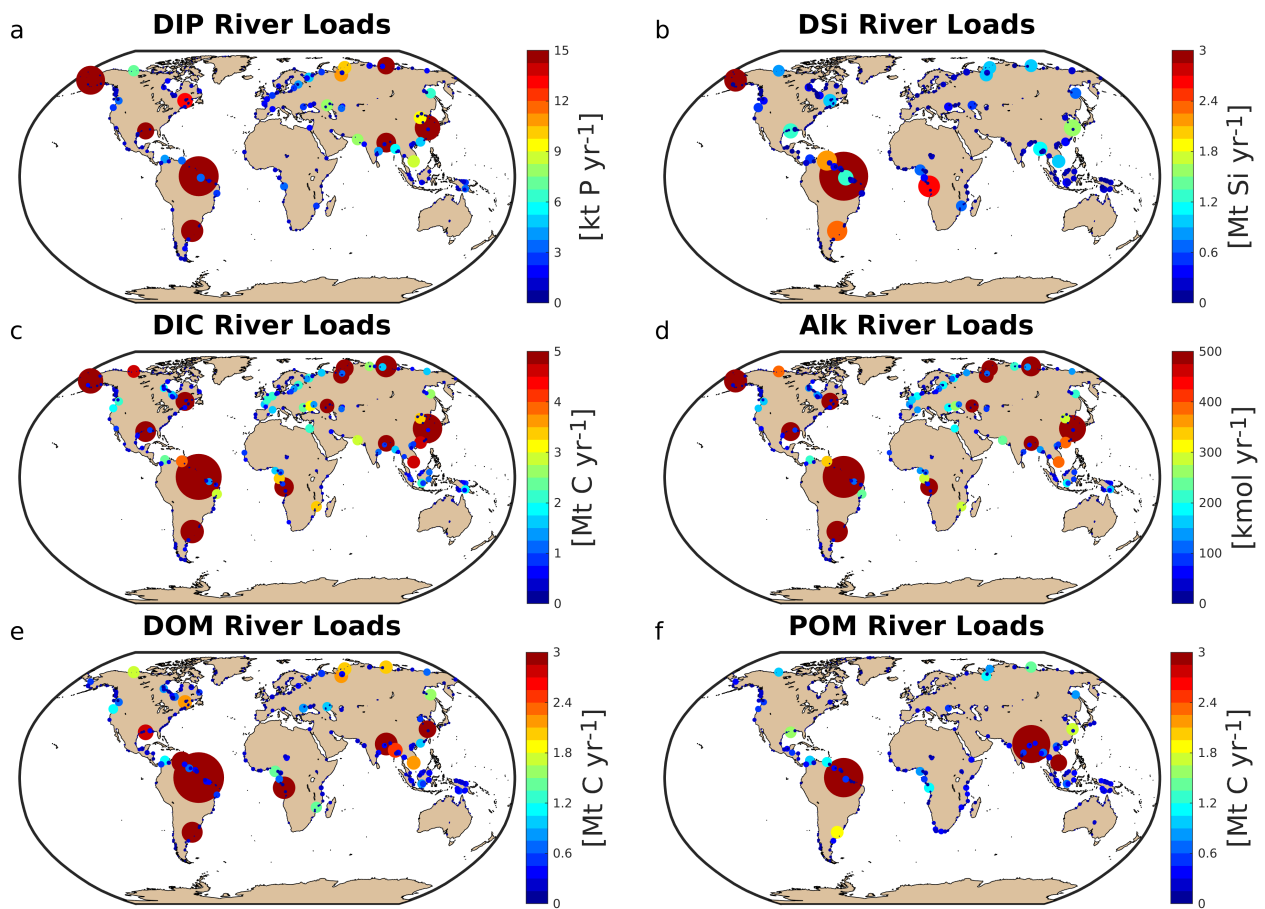 a
DIP River Loads
15
12
9
6
3
0
[kt P yr-1]
b
DSi River Loads
3
2.4
1.8
1.2
0.6
0
[Mt Si yr-1]
c
DIC River Loads
5
4
3
2
1
0
[Mt C yr-1]
d
Alk River Loads
500
400
300
200
100
0
[kmol yr-1]
e
DOM River Loads
3
2.4
1.8
1.2
0.6
0
[Mt C yr-1]
f
POM River Loads
3
2.4
1.8
1.2
0.6
0
[Mt C yr-1]